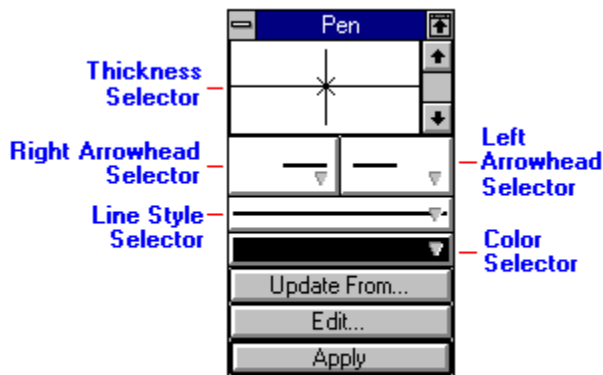 Pen
Thickness
Selector
Right Arrowhead
Selector
Left
Arrowhead
Selector
Line Style
Selector
Color
Selector
Update From...
Edit...
Apply